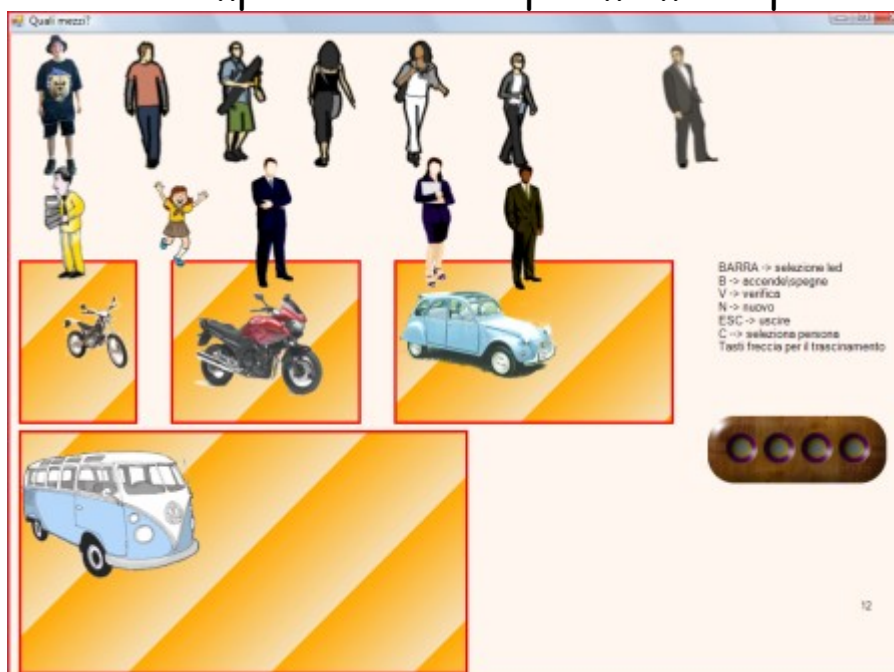 Quali mezzi?
BARRA -> selezione led
B -> accende\spegne
V -> verifica
N -> nuovo
ESC -> uscire
C --> seleziona persona
Tasti freccia per il trascinamento
12